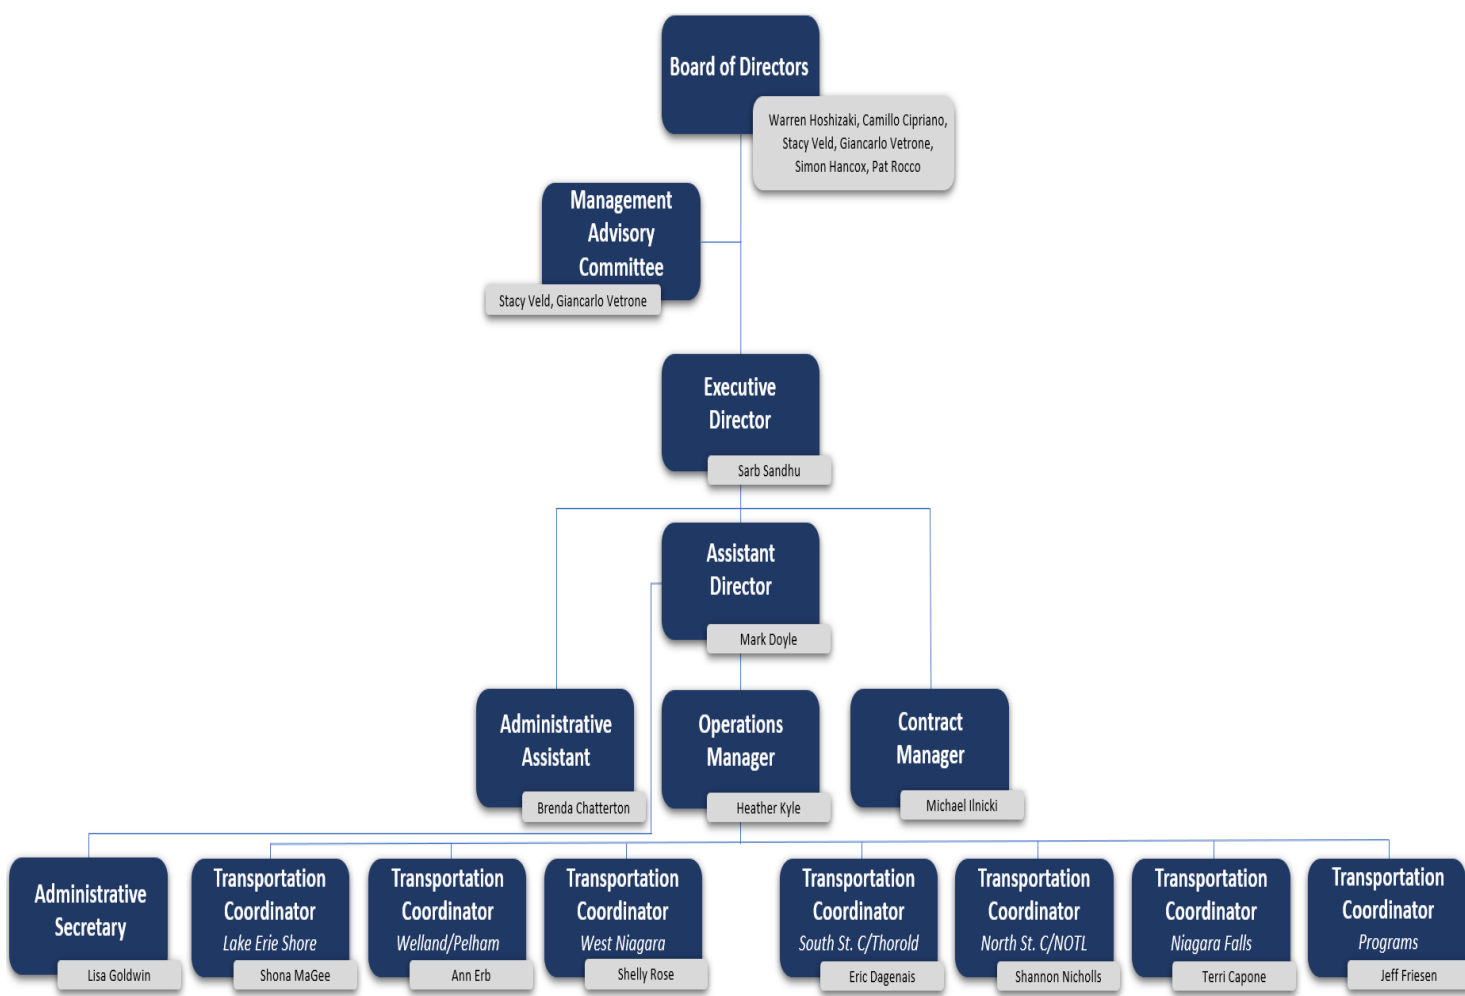 Board of Directors
Warren Hoshizaki, Camillo Cipriano,
Stacy Veld, Giancarlo Vetrone,
Simon Hancox, Pat Rocco
Management
Advisory
Committee
Stacy Veld, Giancarlo Vetrone
Executive
Director
Sarb Sandhu
Assistant
Director
Mark Doyle
Administrative
Assistant
Brenda Chatterton
Operations
Manager
Heather Kyle
Contract
Manager
Michael Ilnicki
Administrative
Secretary
Lisa Goldwin
Transportation
Coordinator
Lake Erie Shore
Shona MaGee
Transportation
Coordinator
Welland/Pelham
Ann Erb
Transportation
Coordinator
West Niagara
Shelly Rose
Transportation
Coordinator
South St. C/Thorold
Eric Dagenais
Transportation
Coordinator
North St. C/NOTL
Shannon Nicholls
Transportation
Coordinator
Niagara Falls
Terri Capone
Transportation
Coordinator
Programs
Jeff Friesen